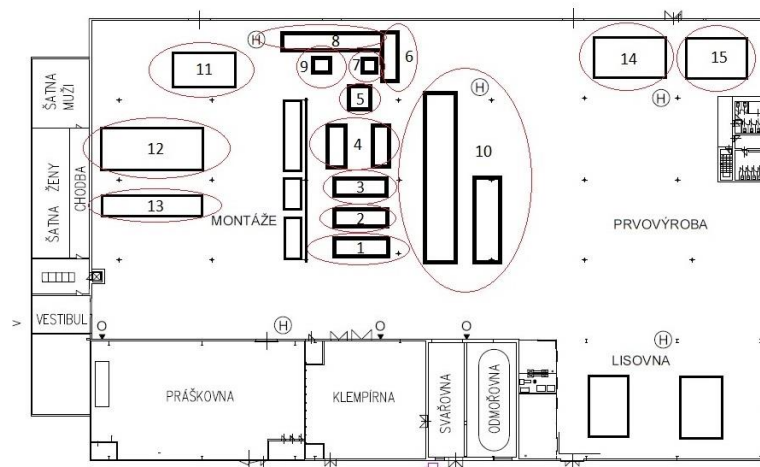 H
8
6
9
7
11
14
15
H
H
5
ŠATNA
MUŽI
12
4
10
CHODBA
3
ŠATNA ŽENY
13
MONTÁŽE
2
PRVOVÝROBA
1
V
VESTIBUL
O
H
O
O
H
LISOVNA
PRÁŠKOVNA
KLEMPÍRNA
SVAŘOVNA
ODMOŘOVNA